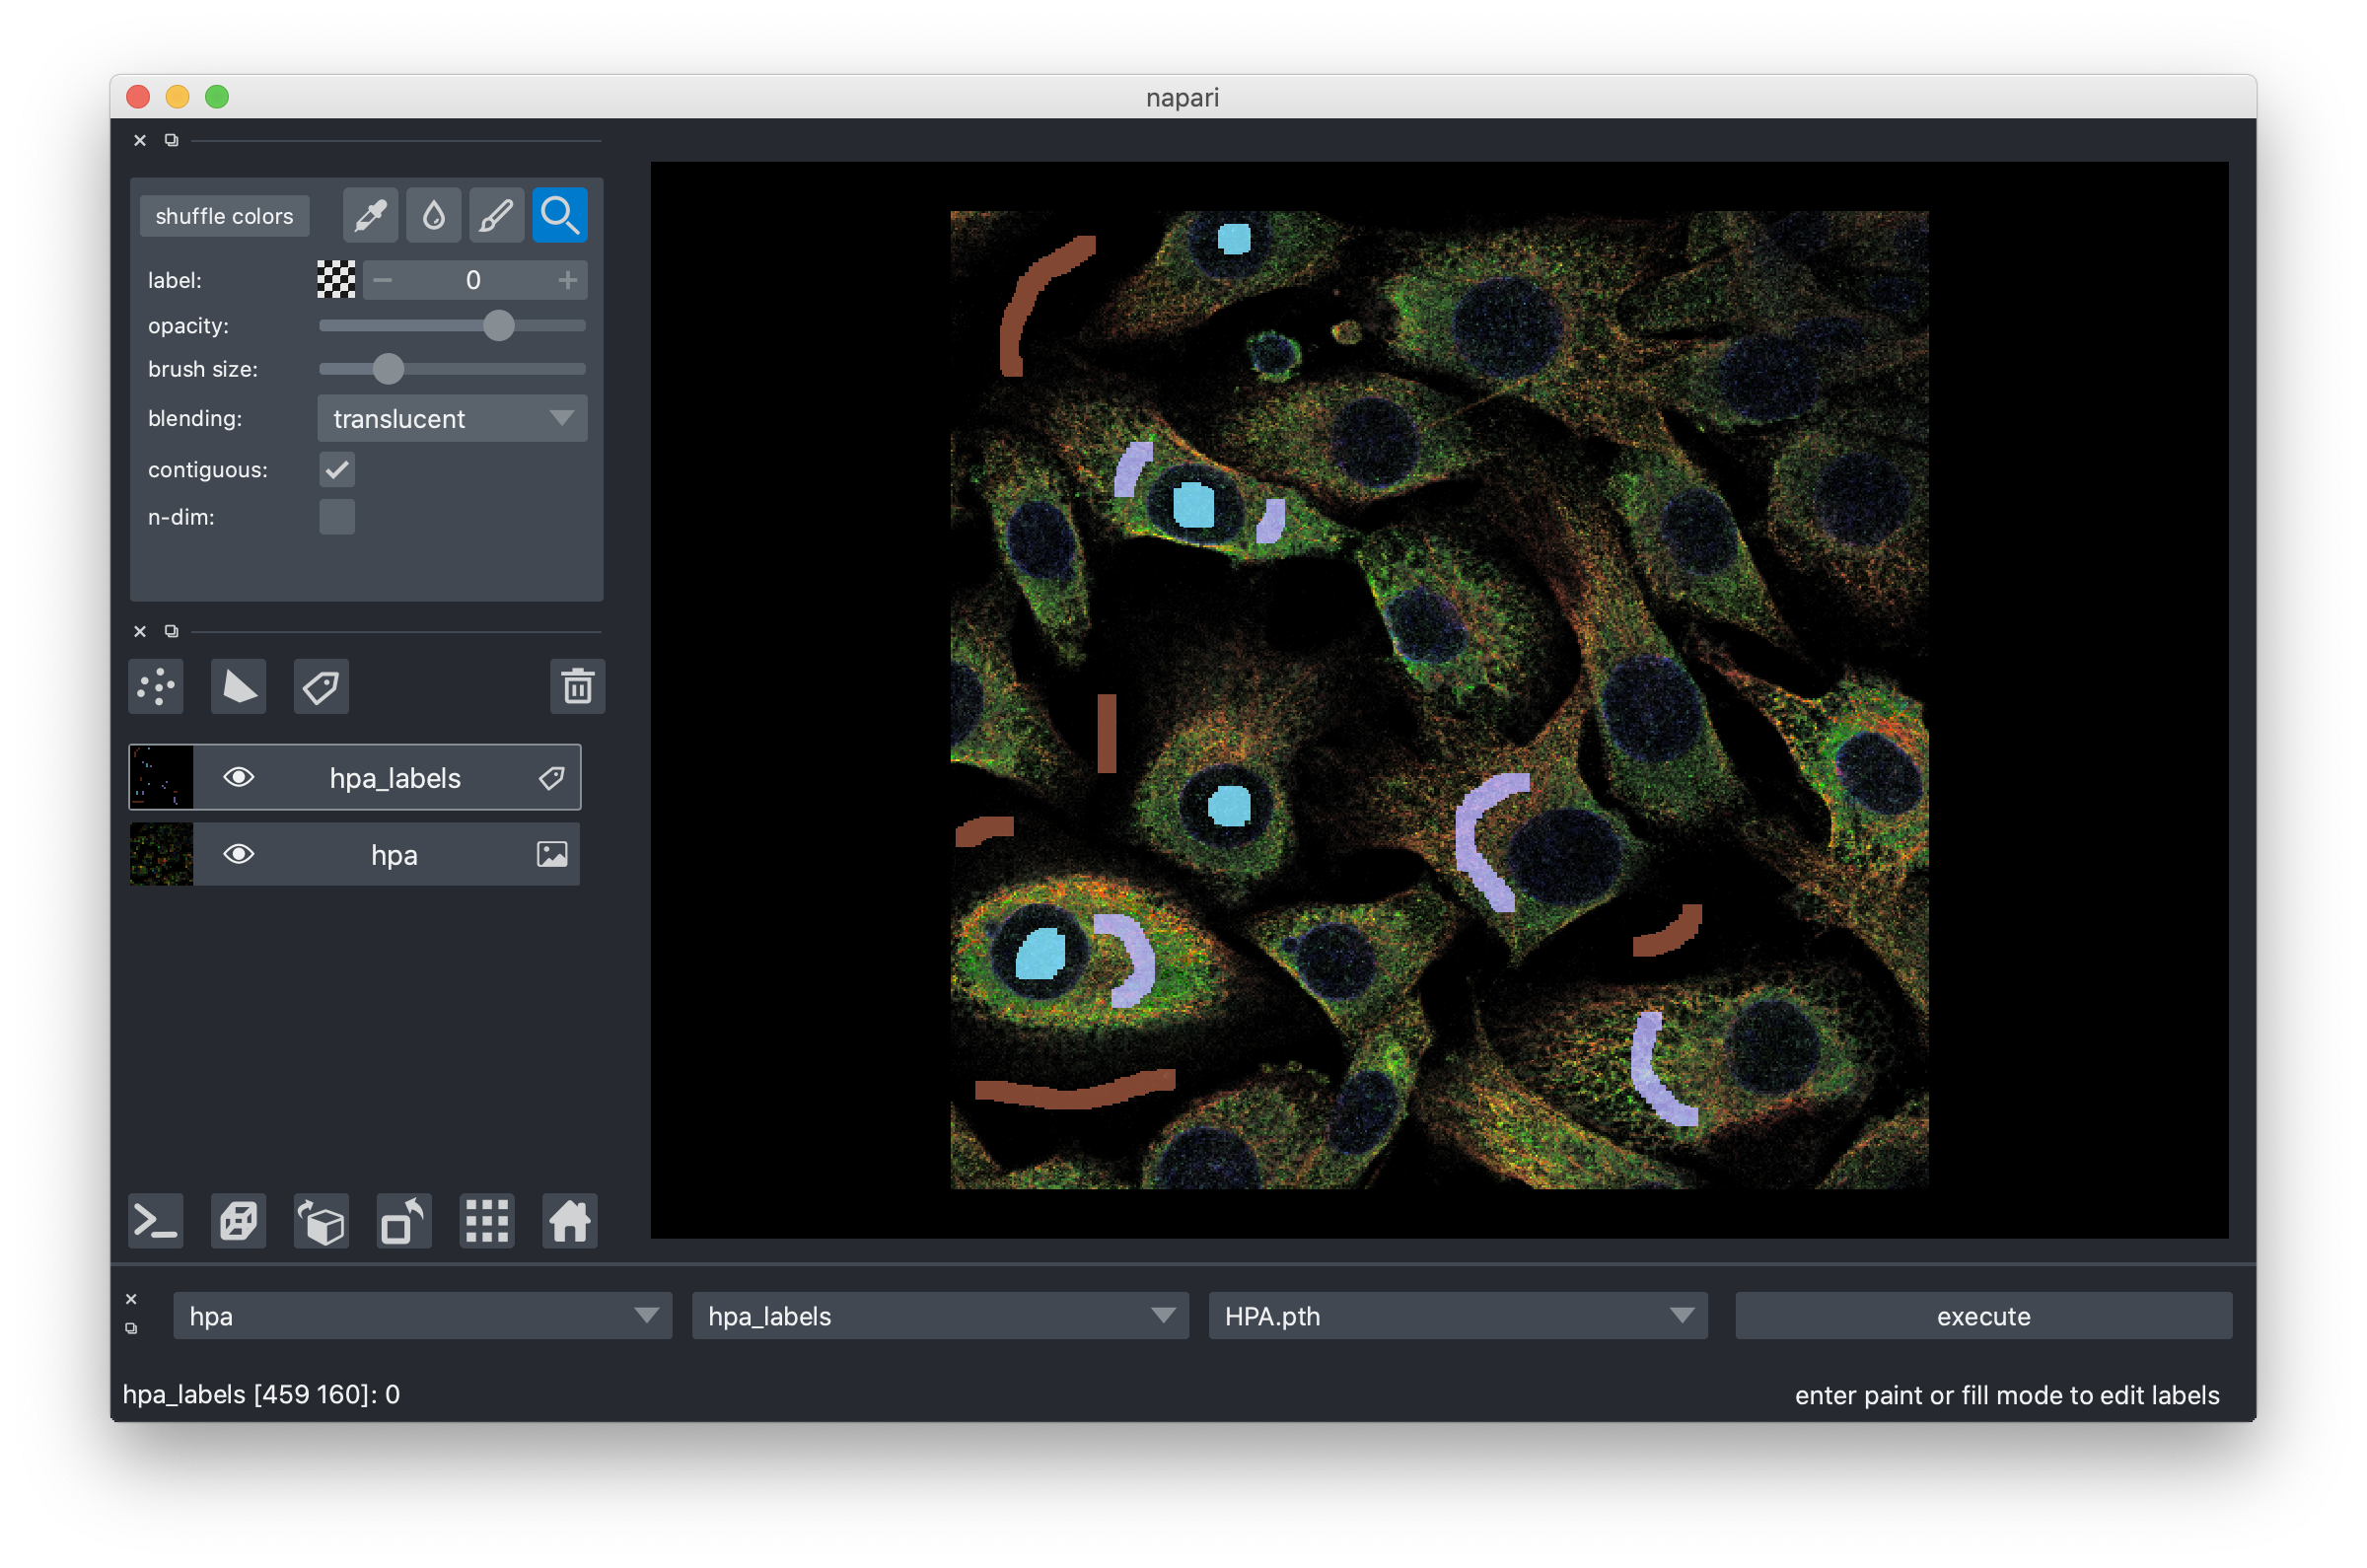 napari
shuffle colors
label:
0
opacity:
brush size:
blending:
translucent
contiguous:
n-dim:
hpa_labels
hpa
hpa
hpa_labels
HPA.pth
execute
hpa_labels [459 160]: 0
enter paint or fill mode to edit labels